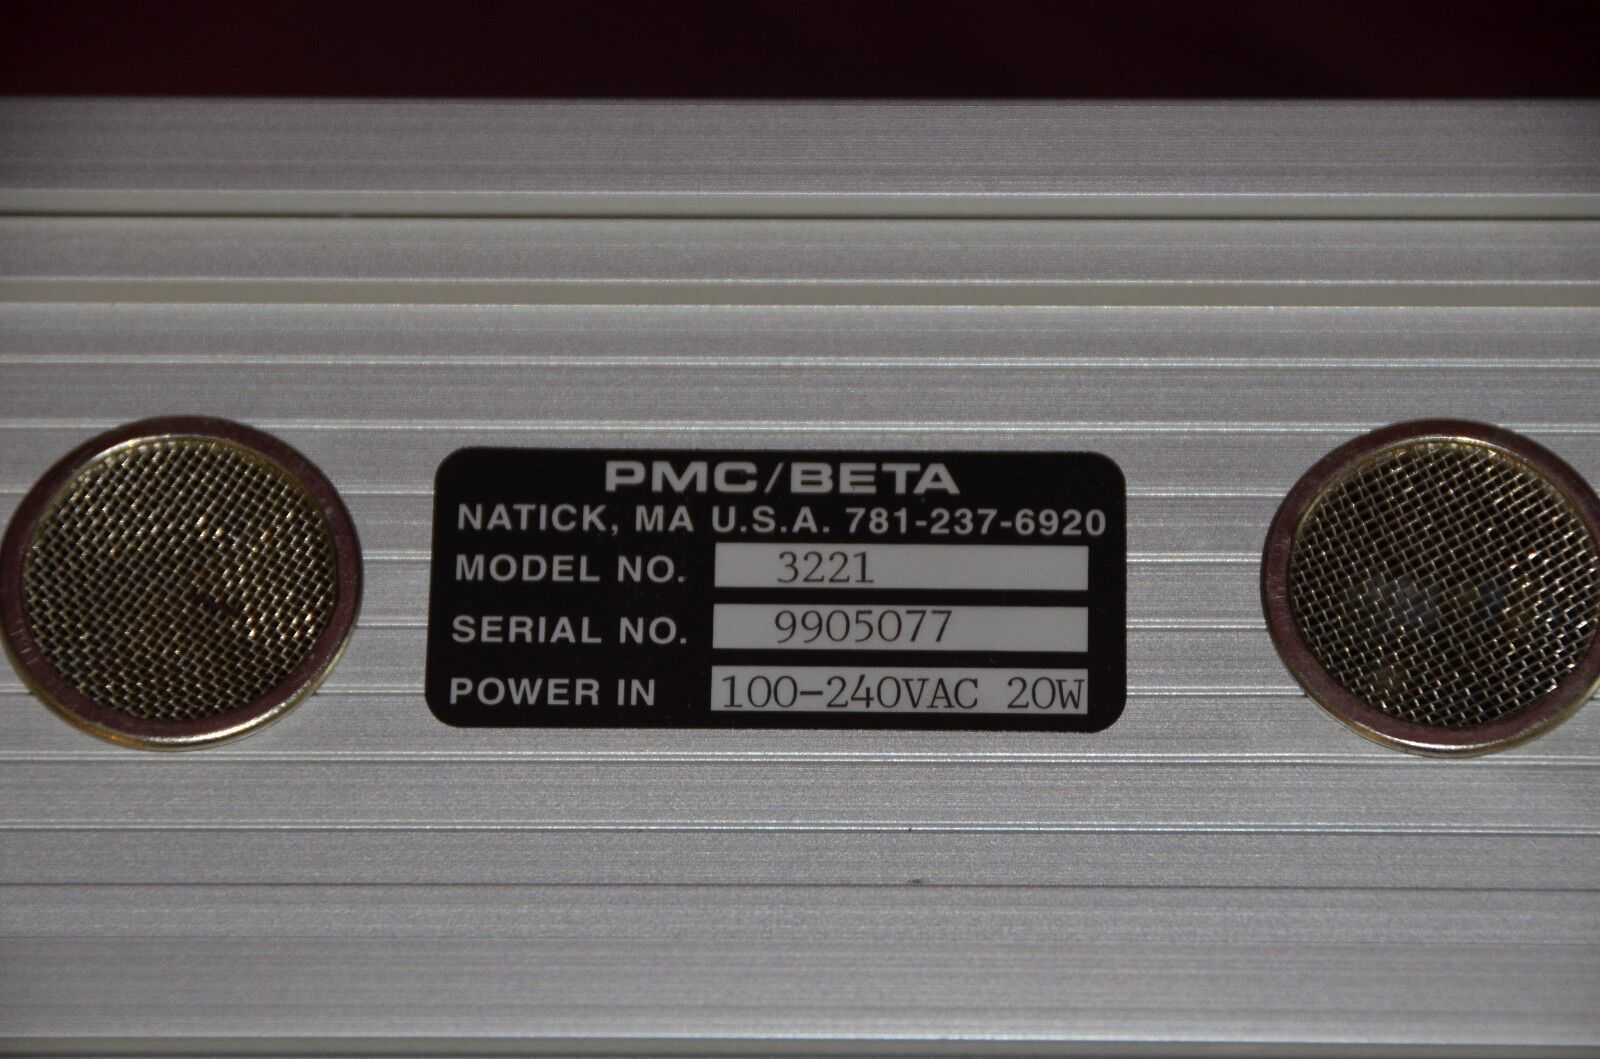 PMC/BETA
NATICK, MA U.S.A. 781-237-6920
MODEL NO. 3221
SERIAL NO. 9905077
POWER IN 100-240VAC 20W